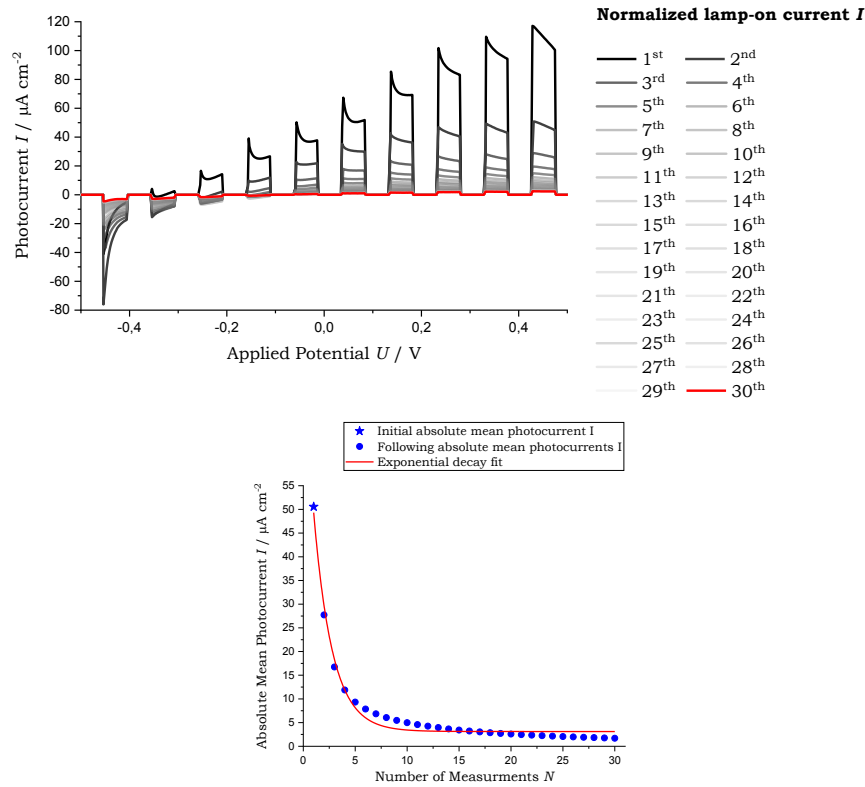 Normalized lamp-on current I
1st 2nd
3rd 4th
5th 6th
7th 8th
9th 10th
11th 12th
13th 14th
15th 16th
17th 18th
19th 20th
21th 22th
23th 24th
25th 26th
27th 28th
29th 30th
Photocurrent I / µA cm-2
120
100
80
60
40
20
0
-20
-40
-60
-80
-0,4 -0,2 0,0 0,2 0,4
Applied Potential U / V
Initial absolute mean photocurrent I
Following absolute mean photocurrents I
Exponential decay fit
Absolute Mean Photocurrent I / µA cm-2
55
50
45
40
35
30
25
20
15
10
5
0
0 5 10 15 20 25 30
Number of Measurments N